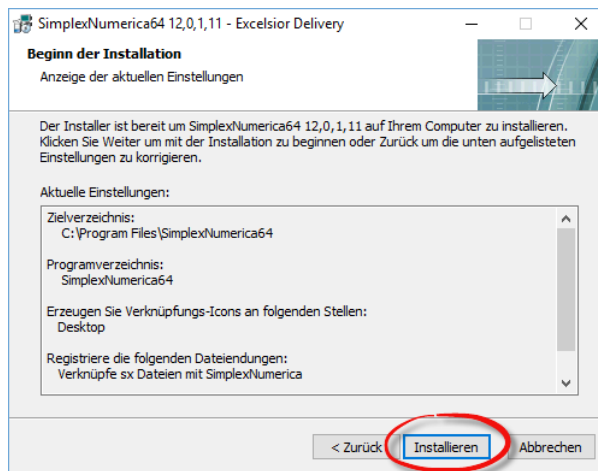 SimplexNumerica64 12,0,1,11 - Excelsior Delivery
Beginn der Installation
Anzeige der aktuellen Einstellungen
Der Installer ist bereit um SimplexNumerica64 12,0,1,11 auf Ihrem Computer zu installieren.
Klicken Sie Weiter um mit der Installation zu beginnen oder Zurück um die unten aufgelisteten
Einstellungen zu korrigieren.
Aktuelle Einstellungen:
Zielverzeichnis:
C:\Program Files\SimplexNumerica64
Programverzeichnis:
SimplexNumerica64
Erzeugen Sie Verknüpfungs-Icons an folgenden Stellen:
Desktop
Registriere die folgenden Dateiendungen:
Verknüpfe sx Dateien mit SimplexNumerica
< Zurück Installieren Abbrechen